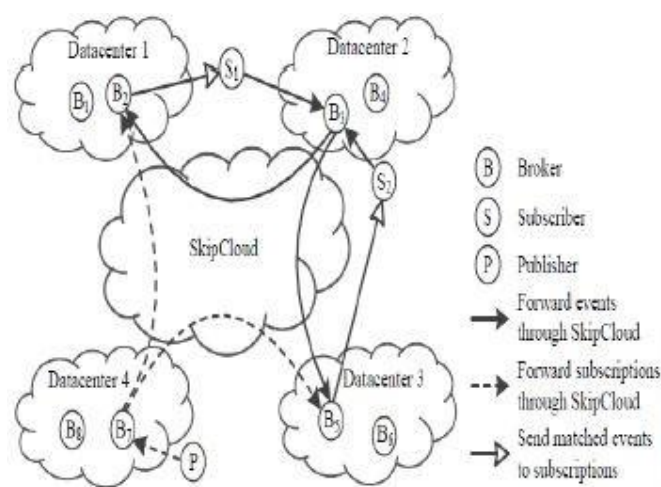 Datacenter 1
Datacenter 2
S1
B1
B2
B3
B4
S2
SkipCloud
Datacenter 4
Datacenter 3
B8
B7
B5
B6
P
B Broker
S Subscriber
P Publisher
Forward events
through SkipCloud
Forward subscriptions
through SkipCloud
Send matched events
to subscriptions